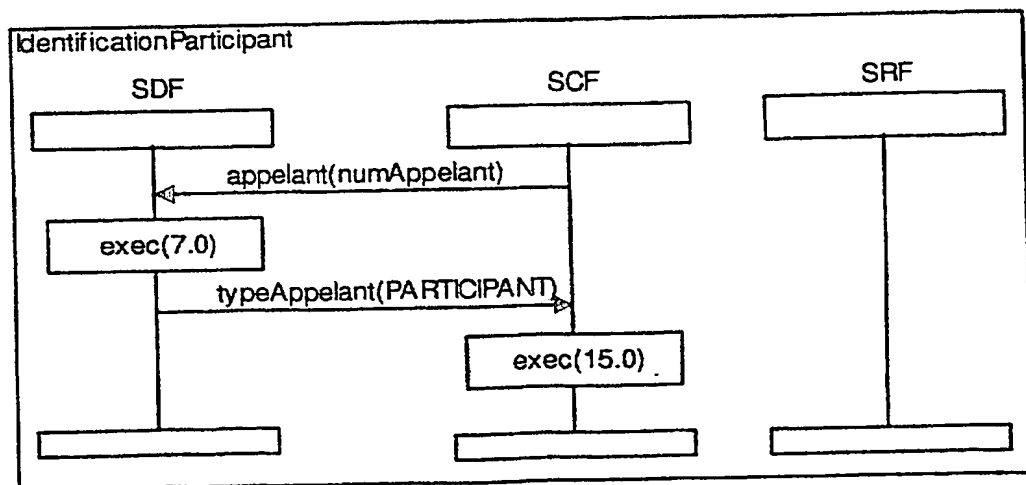 IdentificationParticipant
SDF
SCF
SRF
appelant(numAppelant)
exec(7.0)
typeAppelant(PARTICIPANT)
exec(15.0)